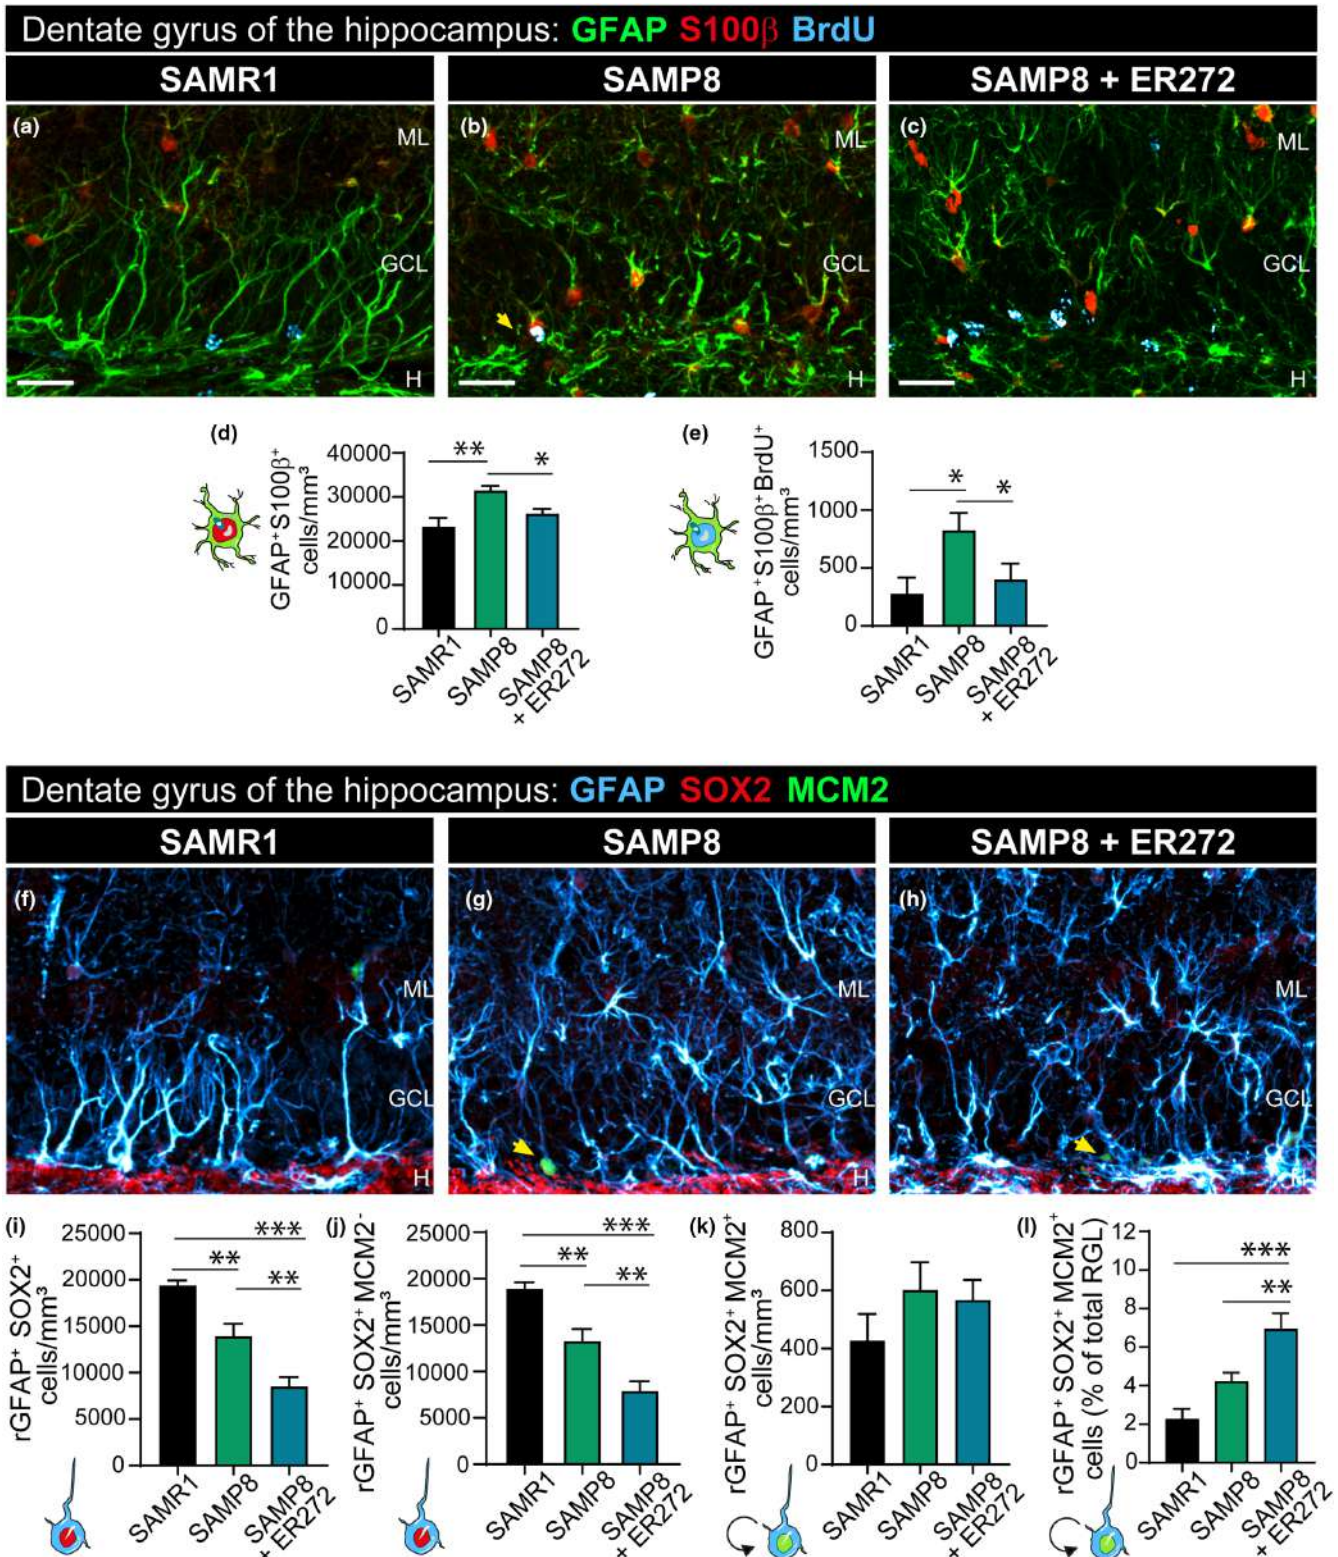 Dentate gyrus of the hippocampus: GFAP S100β BrdU
SAMR1 SAMP8 SAMP8 + ER272
(a) ML GCL H
(b) ML GCL H
(c) ML GCL H
(d)
GFAP⁺S100β⁺
cells/mm³
40000
30000
20000
10000
0
** *
SAMR1
SAMP8
SAMP8
+ ER272
(e)
GFAP⁺S100β⁺BrdU⁺
cells/mm³
1500
1000
500
0
* *
SAMR1
SAMP8
SAMP8
+ ER272
Dentate gyrus of the hippocampus: GFAP SOX2 MCM2
SAMR1 SAMP8 SAMP8 + ER272
(f) ML GCL H
(g) ML GCL H
(h) ML GCL H
(i)
rGFAP⁺ SOX2⁺
cells/mm³
25000
20000
15000
10000
5000
0
***
**
**
SAMR1
SAMP8
SAMP8
+ ER272
(j)
rGFAP⁺ SOX2⁺ MCM2⁻
cells/mm³
25000
20000
15000
10000
5000
0
***
**
**
SAMR1
SAMP8
SAMP8
+ ER272
(k)
rGFAP⁺ SOX2⁺ MCM2⁺
cells/mm³
800
600
400
200
0
SAMR1
SAMP8
SAMP8
+ ER272
(l)
rGFAP⁺ SOX2⁺ MCM2⁺
cells (% of total RGL)
12
10
8
6
4
2
0
***
**
SAMR1
SAMP8
SAMP8
+ ER272